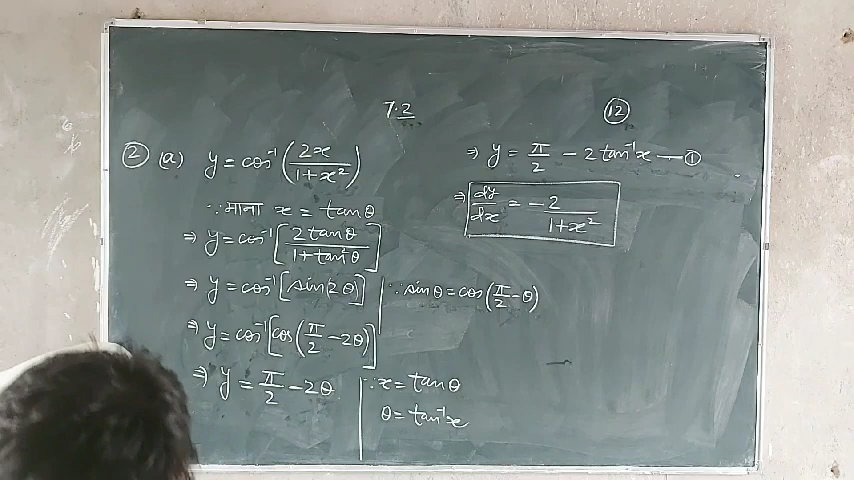 7.2
⑫
② (a) y = cos⁻¹(2x/(1+x²))
∵ माना x = tanθ
⇒ y = cos⁻¹[2tanθ/(1+tan²θ)]
⇒ y = cos⁻¹[sin(2θ)] | ∵ sinθ = cos(π/2 - θ)
⇒ y = cos⁻¹[cos(π/2 - 2θ)]
⇒ y = π/2 - 2θ | ∵ x = tanθ
θ = tan⁻¹x
⇒ y = π/2 - 2tan⁻¹x — ①
⇒ dy/dx = -2/(1+x²)